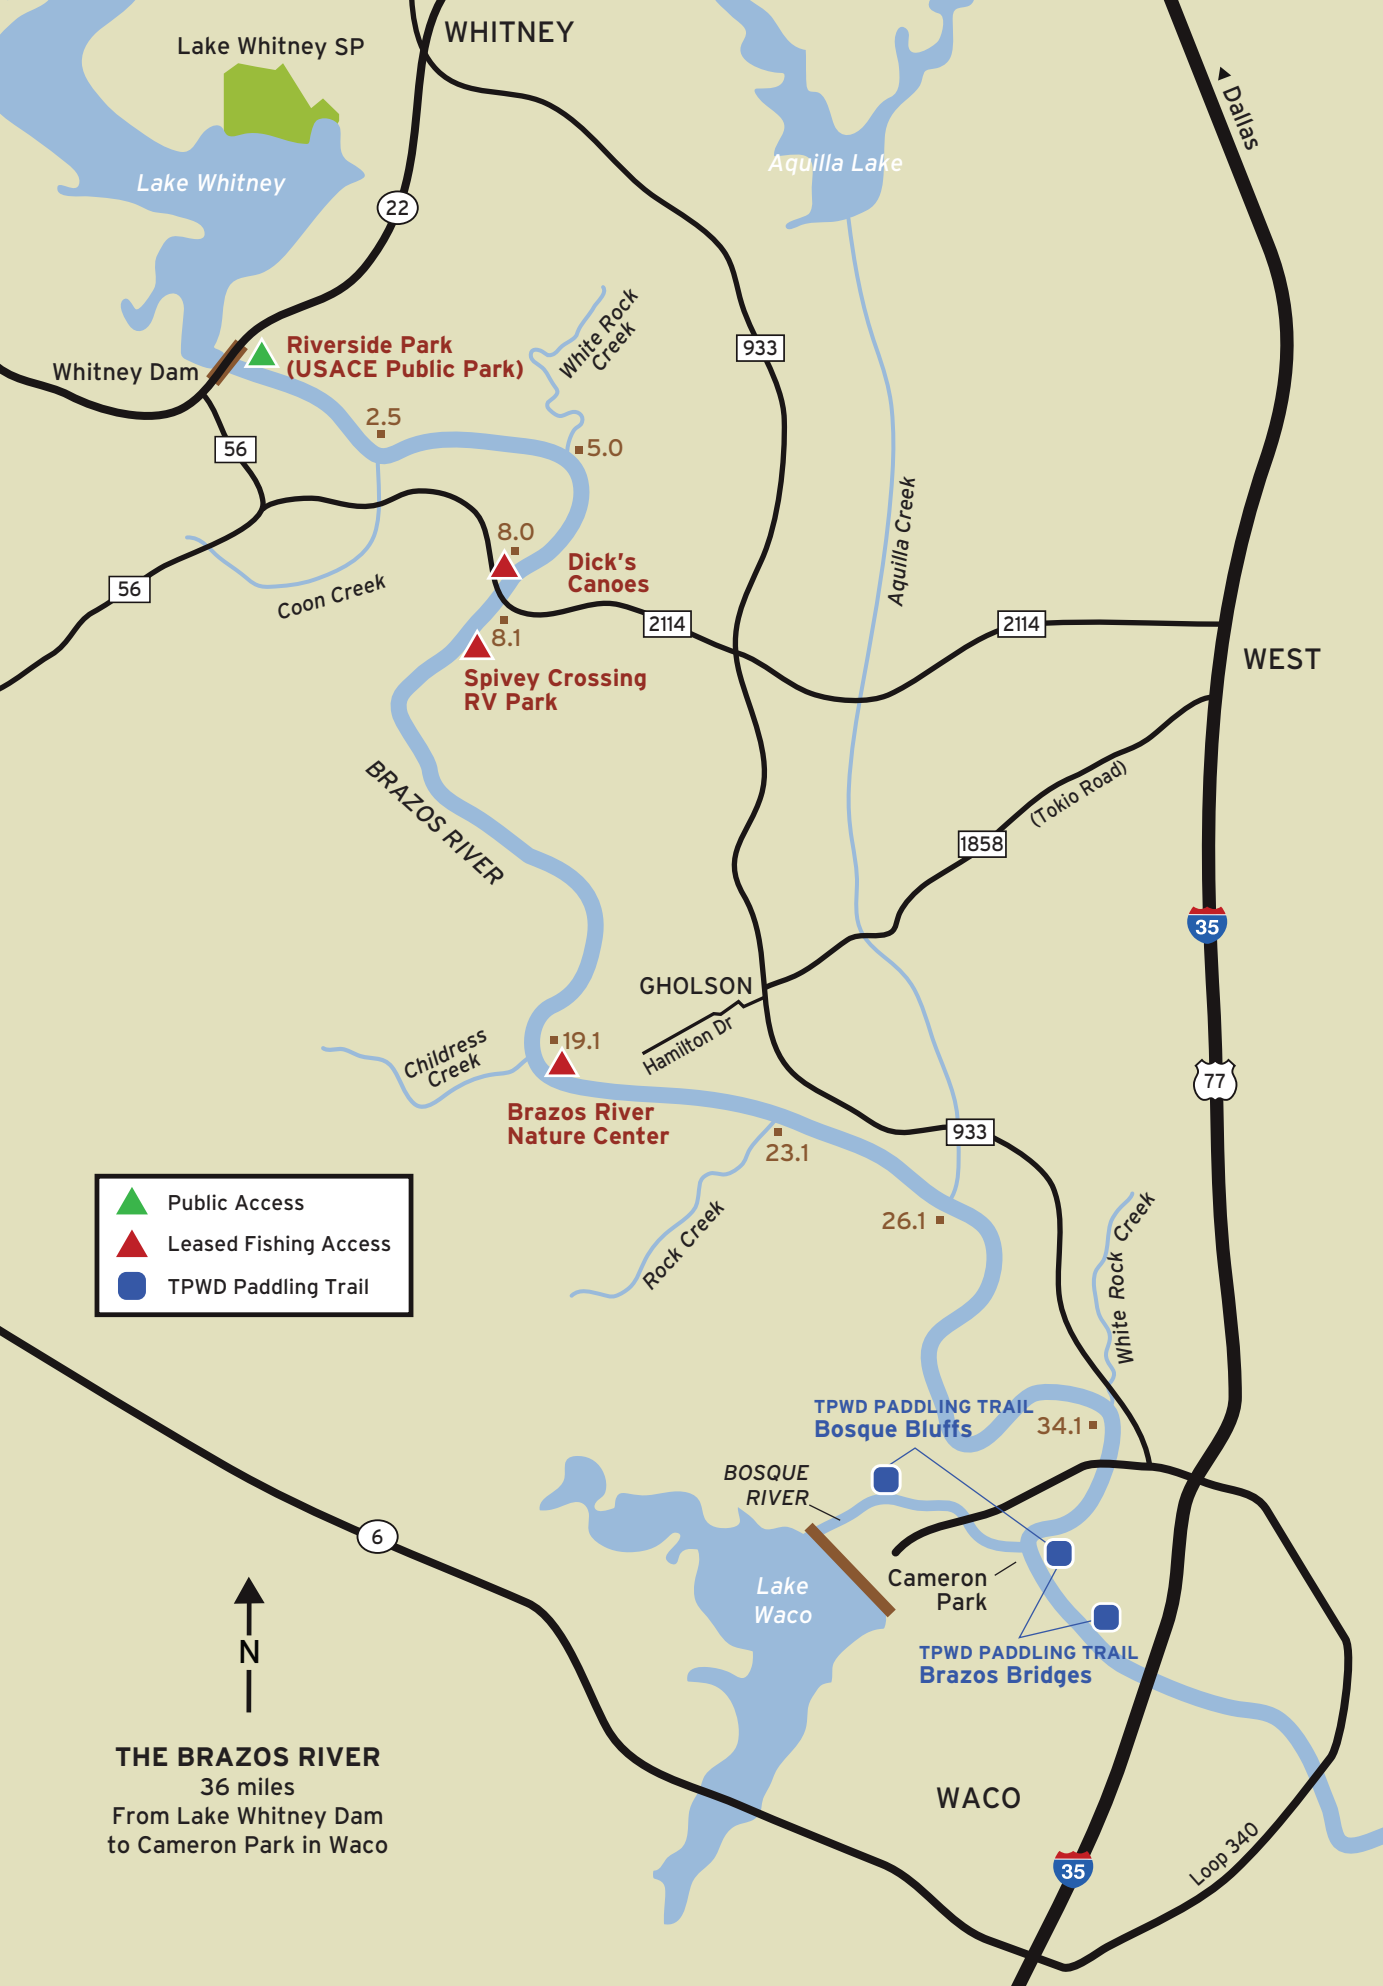 WHITNEY
Lake Whitney SP
Dallas
Aquilla Lake
Lake Whitney
22
White Rock
Creek
Riverside Park
(USACE Public Park)
933
Whitney Dam
2.5
56
5.0
Aquilla Creek
8.0
Dick's
Canoes
56
Coon Creek
2114
2114
8.1
WEST
Spivey Crossing
RV Park
BRAZOS RIVER
(Tokio Road)
1858
35
GHOLSON
Hamilton Dr
19.1
Childress
Creek
77
Brazos River
Nature Center
933
23.1
Public Access
Leased Fishing Access
TPWD Paddling Trail
Rock Creek
26.1
White Rock Creek
TPWD PADDLING TRAIL
Bosque Bluffs
34.1
BOSQUE
RIVER
6
Lake
Waco
Cameron
Park
N
TPWD PADDLING TRAIL
Brazos Bridges
THE BRAZOS RIVER
36 miles
From Lake Whitney Dam
to Cameron Park in Waco
WACO
Loop 340
35